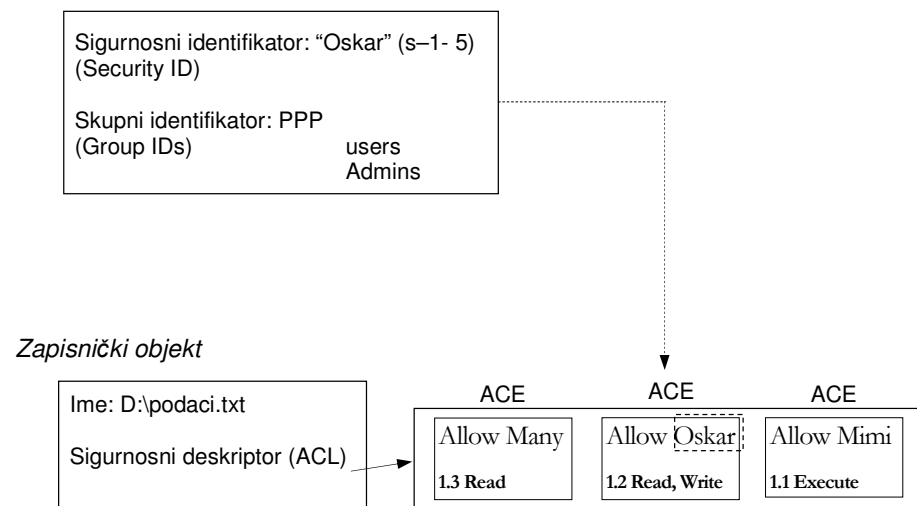 Sigurnosni identifikator: “Oskar” (s–1- 5)
(Security ID)
Skupni identifikator: PPP
(Group IDs) users
Admins
Zapisnički objekt
Ime: D:\podaci.txt
Sigurnosni deskriptor (ACL)
ACE ACE ACE
Allow Many
1.3 Read
Allow Oskar
1.2 Read, Write
Allow Mimi
1.1 Execute